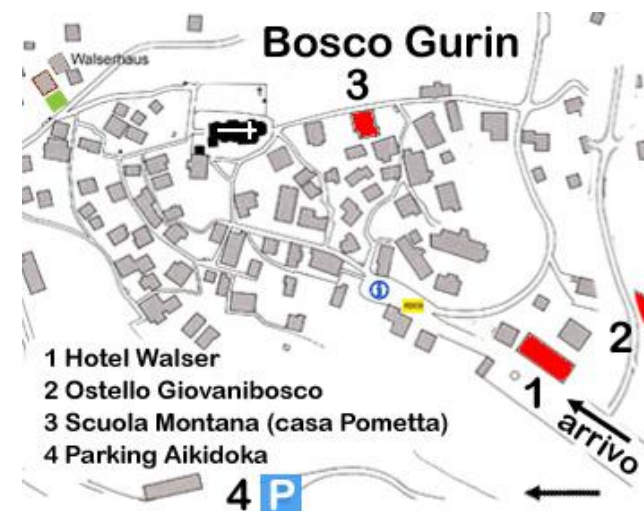 Bosco Gurin
Walserhaus
3
2
1 Hotel Walser
2 Ostello Giovanibosco
3 Scuola Montana (casa Pometta)
4 Parking Aikidoka
1
arrivo
4 P